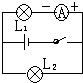 − A +
L₁
L₂